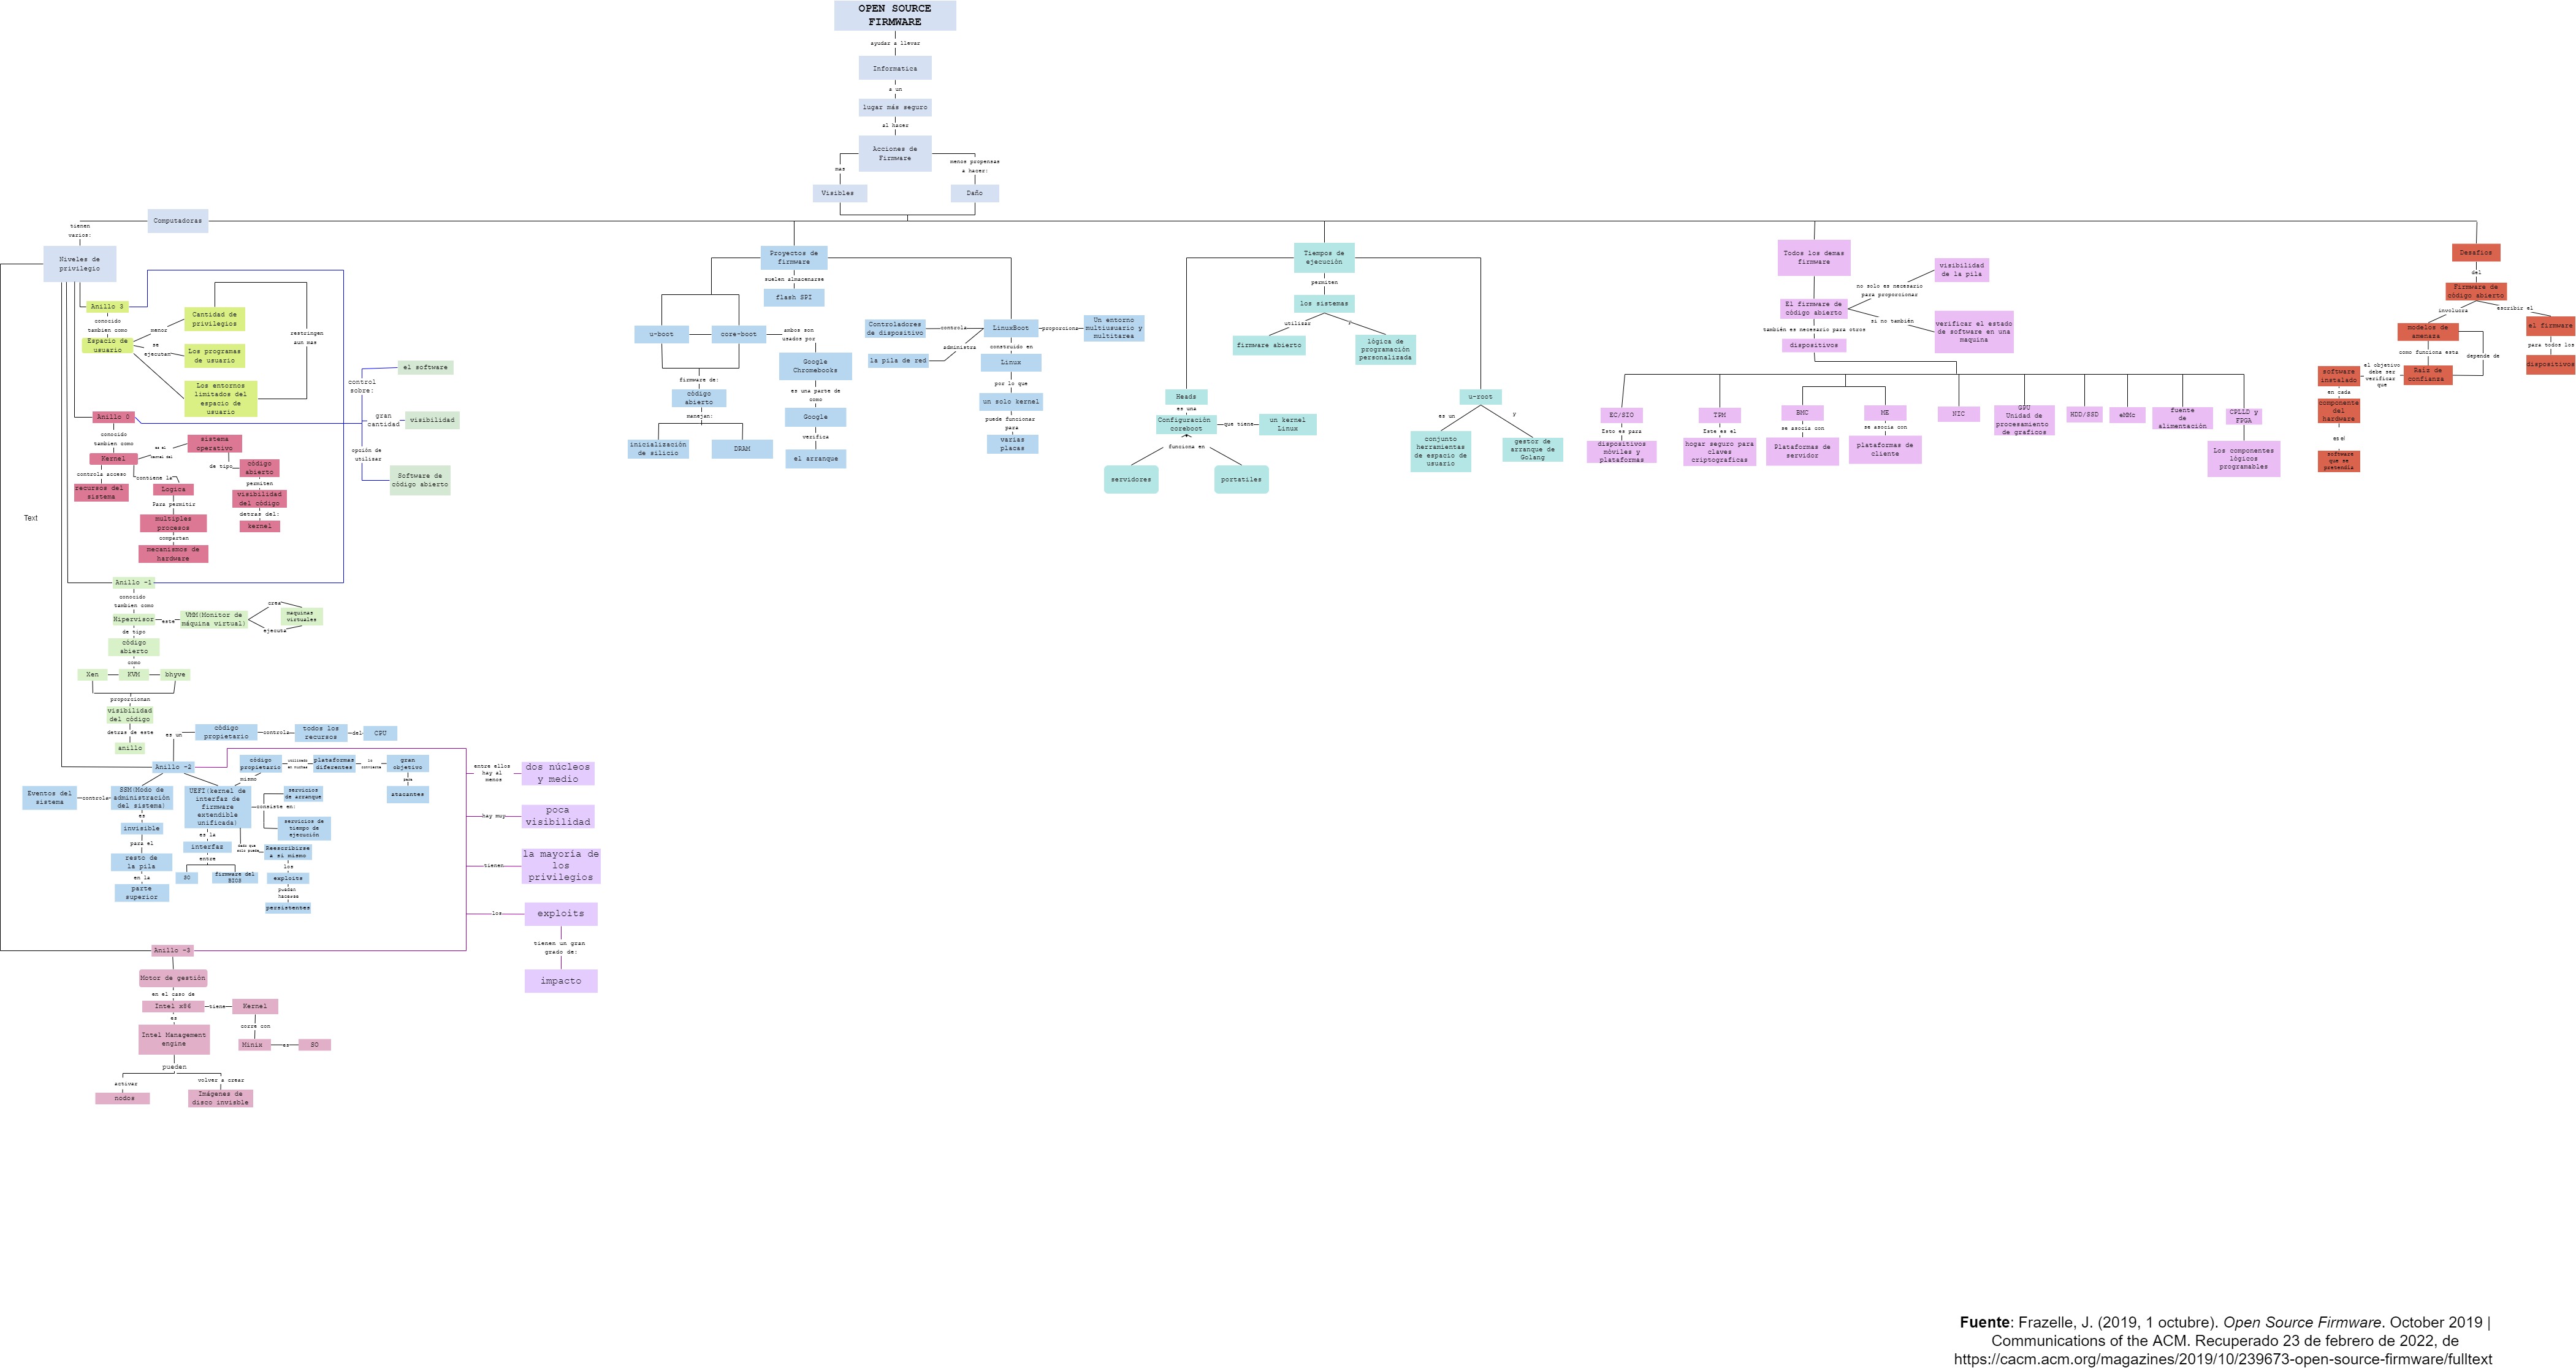 OPEN SOURCE
FIRMWARE
ayudar a llevar
Informatica
a un
lugar más seguro
al hacer
Acciones de
Firmware
mas
menos propensas
a hacer:
Visibles
Daño
Computadoras
tienen
varios:
Niveles de
privilegio
Anillo 3
conocido
tambien como
Espacio de
usuario
menor
Cantidad de
privilegios
se
ejecutan
Los programas
de usuario
Los entornos
limitados del
espacio de
usuario
restringen
aun mas
Anillo 0
conocido
tambien como
Kernel
es el
kernel del
sistema
operativo
de tipo
código
abierto
permiten
visibilidad
del código
detras del:
kernel
controla acceso
recursos del
sistema
contiene la
Logica
Para permitir
multiples
procesos
compartan
mecanismos de
hardware
control
sobre:
el software
gran
cantidad
visibilidad
opción de
utilizar
Software de
código abierto
Text
Anillo -1
conocido
tambien como
Hipervisor
este
VMM(Monitor de
máquina virtual)
crea
ejecuta
maquinas
virtuales
de tipo
código
abierto
como
Xen
KVM
bhyve
proporcionan
visibilidad
del código
detras de este
anillo
Anillo -2
es un
código
propietario
controla
todos los
recursos
del
CPU
SSM(Modo de
administración
del sistema)
controla
Eventos del
sistema
es
invisible
para el
resto de
la pila
en la
parte
superior
UEFI(kernel de
interfaz de
firmware
extendible
unificada)
mismo
código
propietario
plataformas
diferentes
lo
convierte
gran
objetivo
para
atacantes
consiste en:
servicios
de arranque
servicios de
tiempo de
ejecución
es la
interfaz
entre
SO
firmware del
BIOS
dado que
solo puede
Reescribirse
a si mismo
los
exploits
puedan
hacerse
persistentes
entre ellos
hay al
menos
dos núcleos
y medio
hay muy
poca
visibilidad
tienen
la mayoría de
los
privilegios
los
exploits
tienen un gran
grado de:
impacto
Anillo -3
Motor de gestión
en el caso de
Intel x86
tiene
Kernel
corre con
Minix
es
SO
es
Intel Management
engine
pueden
activar
nodos
volver a crear
Imágenes de
disco invisble
Proyectos de
firmware
suelen almacenarse
flash SPI
u-boot
core-boot
ambos son
usados por
Google
Chromebooks
es una parte de
como
Google
verifica
el arranque
firmware de:
código
abierto
manejan:
inicialización
de silicio
DRAM
LinuxBoot
controla
Controladores
de dispositivo
administra
la pila de red
proporciona
Un entorno
multiusuario y
multitarea
construido en
Linux
por lo que
un solo kernel
puede funcionar
para
varias
placas
Tiempos de
ejecución
permiten
los sistemas
utilizar
firmware abierto
y
lógica de
programación
personalizada
Heads
es una
Configuración
coreboot
que tiene
un kernel
Linux
funciona en
servidores
portatiles
u-root
es un
conjunto
herramientas
de espacio de
usuario
y
gestor de
arranque de
Golang
Todos los demas
firmware
El firmware de
código abierto
no solo es necesario
para proporcionar
visibilidad
de la pila
si no también
verificar el estado
de software en una
maquina
también es necesario para otros
dispositivos
EC/SIO
Esto es para
dispositivos
móviles y
plataformas
TPM
Este es el
hogar seguro para
claves
criptograficas
BMC
se asocia con
Plataformas de
servidor
ME
se asocia con
plataformas de
cliente
NIC
GPU
Unidad de
procesamiento
de graficos
HDD/SSD
eMMc
fuente
de
alimentación
CPLLD y
FPGA
Los componentes
lógicos
programables
Desafios
del
Firmware de
código abierto
involucra
modelos de
amenaza
como funciona esta
Raiz de
confianza
depende de
escribir el
el firmware
para todos los
dispositivos
el objetivo
debe ser
verificas
que
software
instalado
en cada
componente
del
hardware
es el
software
que se
pretendia
Fuente: Frazelle, J. (2019, 1 octubre). Open Source Firmware. October 2019 |
Communications of the ACM. Recuperado 23 de febrero de 2022, de
https://cacm.acm.org/magazines/2019/10/239673-open-source-firmware/fulltext